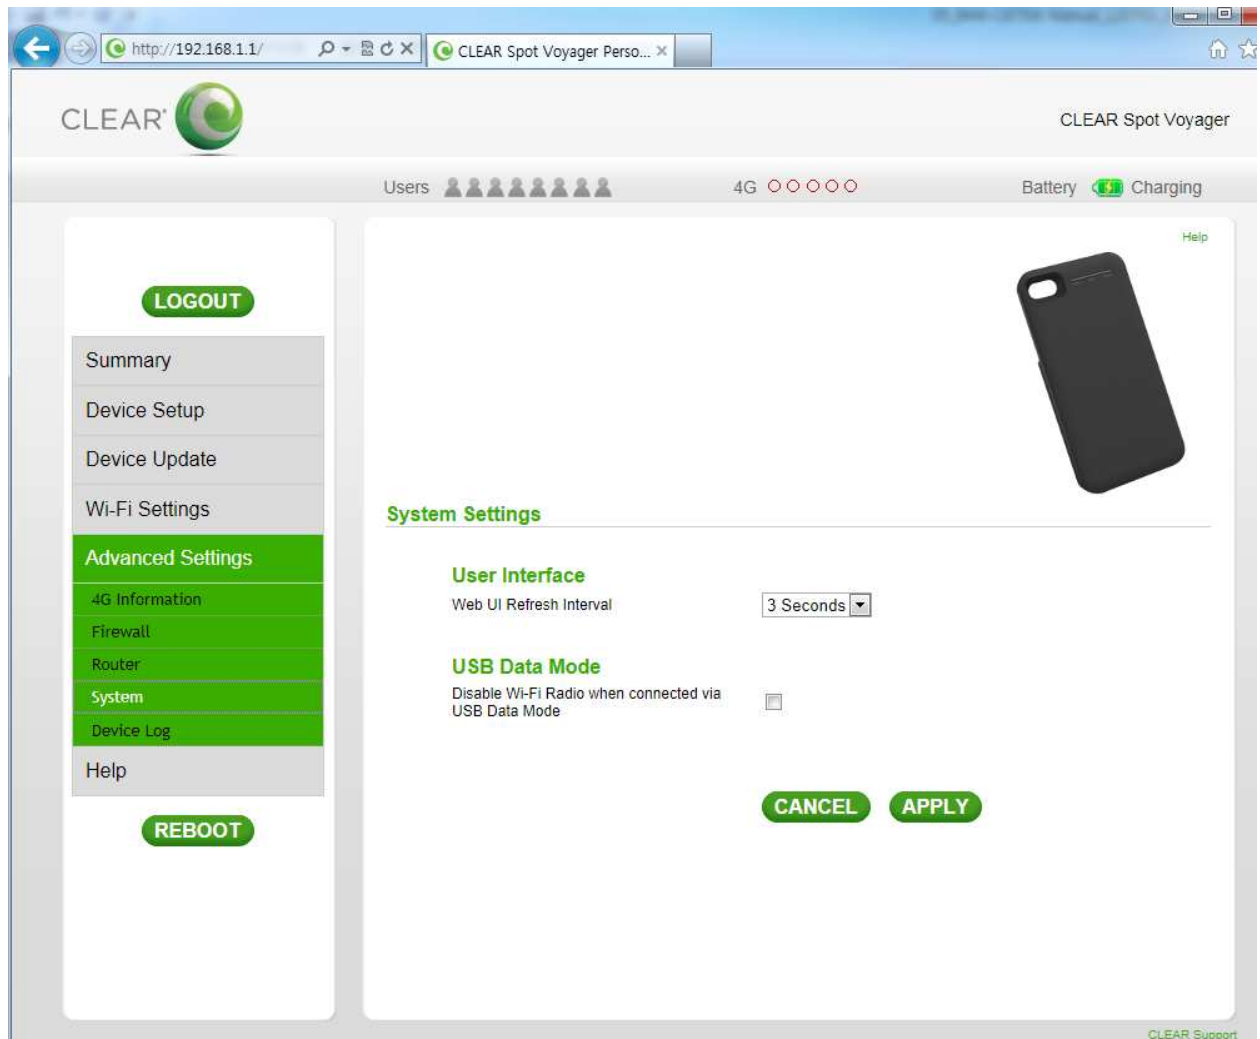 http://192.168.1.1/
CLEAR Spot Voyager Perso...
CLEAR
CLEAR Spot Voyager
Users 4G Battery Charging
Help
LOGOUT
Summary
Device Setup
Device Update
Wi-Fi Settings
Advanced Settings
4G Information
Firewall
Router
System
Device Log
Help
REBOOT
System Settings
User Interface
Web UI Refresh Interval 3 Seconds
USB Data Mode
Disable Wi-Fi Radio when connected via
USB Data Mode
CANCEL APPLY
CLEAR Support